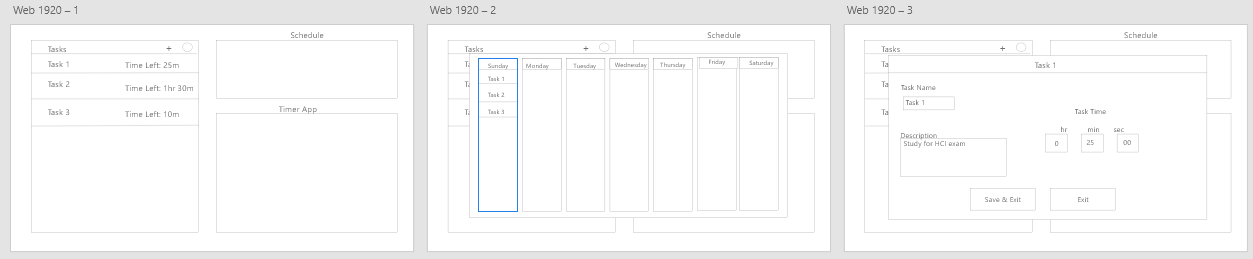 Web 1920 – 1
Schedule
Tasks +
Task 1 Time Left: 25m
Task 2 Time Left: 1hr 30m
Task 3 Time Left: 10m
Timer App
Web 1920 – 2
Schedule
Tasks +
Ta
Ta
Ta
Sunday Monday Tuesday Wednesday Thursday Friday Saturday
Task 1
Task 2
Task 3
Web 1920 – 3
Schedule
Tasks +
Ta
Ta
Ta
Task 1
Task Name
Task 1
Task Time
hr min sec
0 25 00
Description
Study for HCI exam
Save & Exit Exit